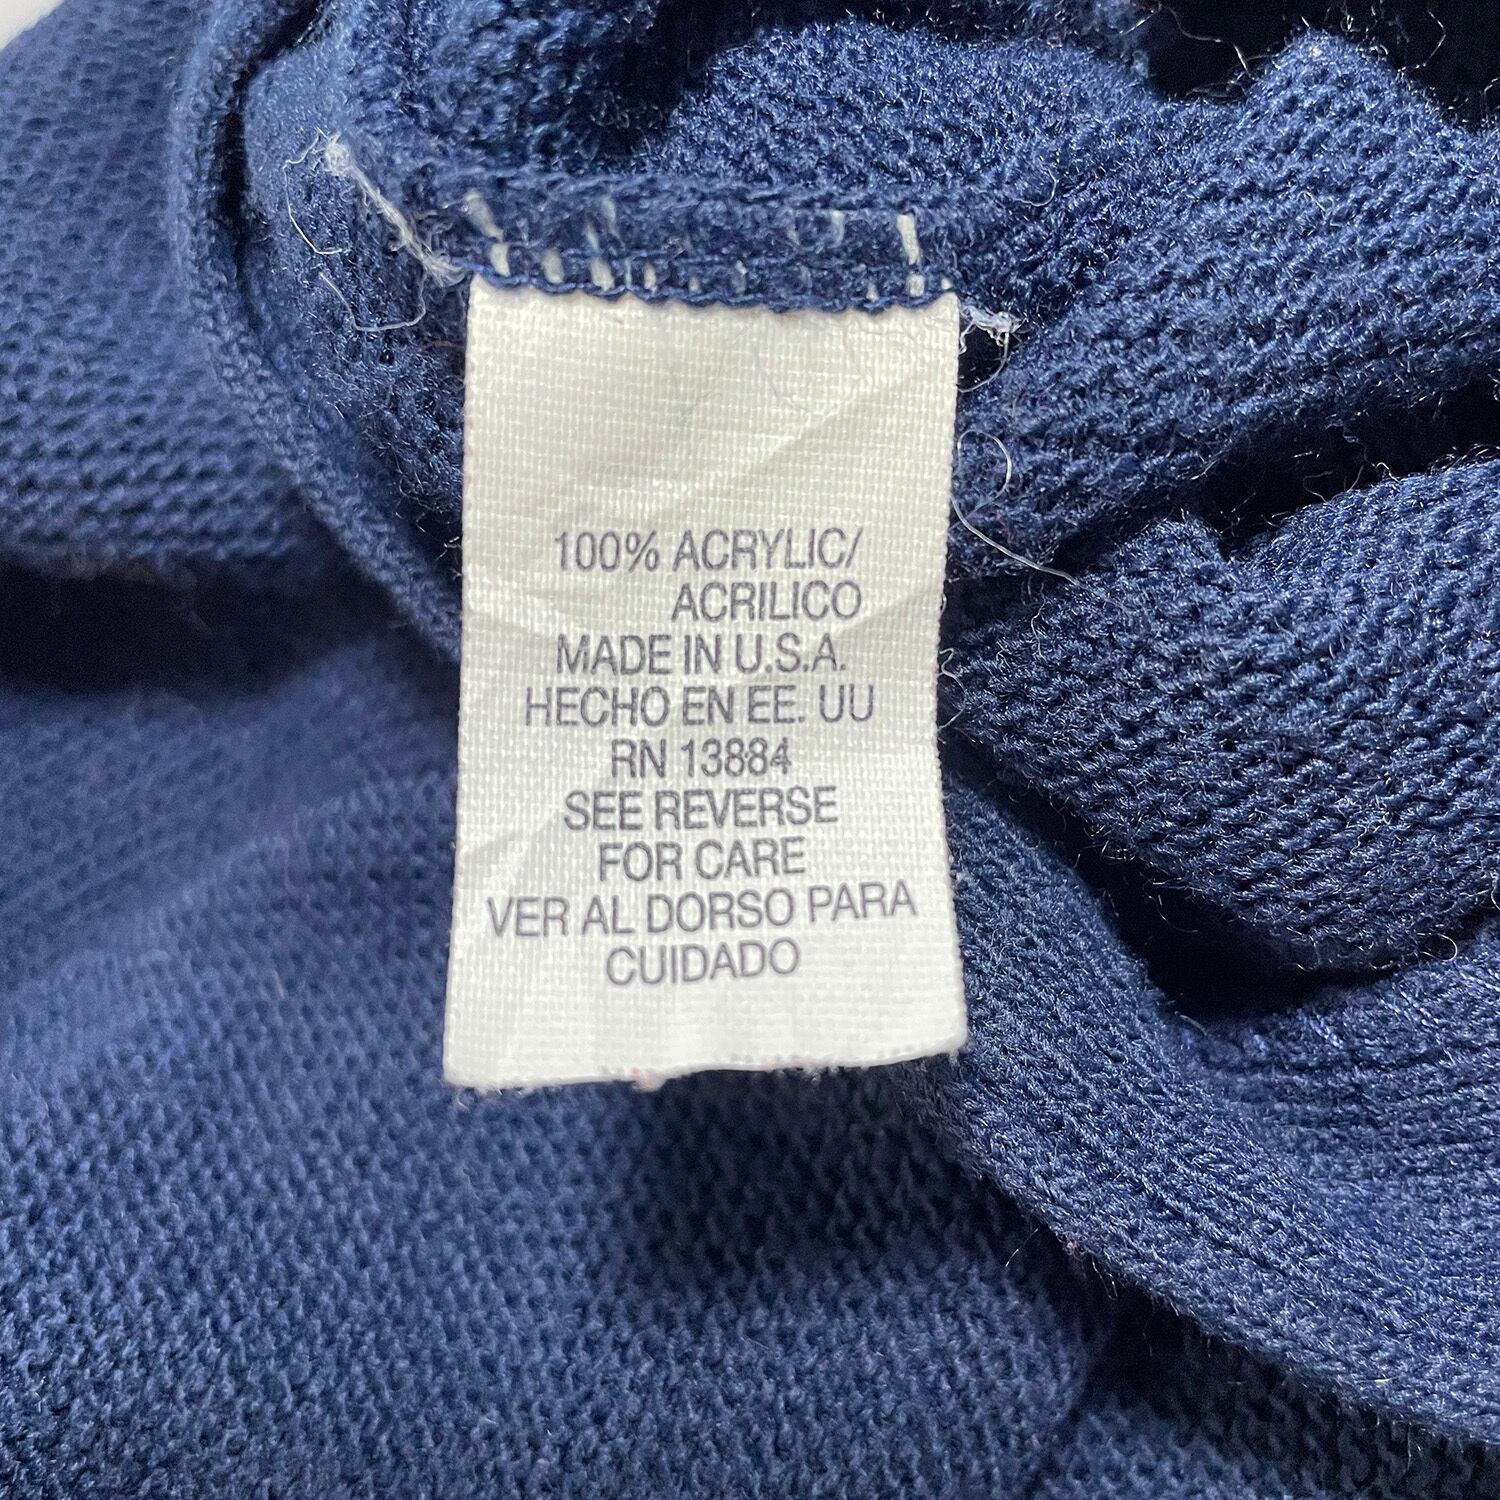 100% ACRYLIC/
ACRILICO
MADE IN U.S.A.
HECHO EN EE. UU
RN 13884
SEE REVERSE
FOR CARE
VER AL DORSO PARA
CUIDADO